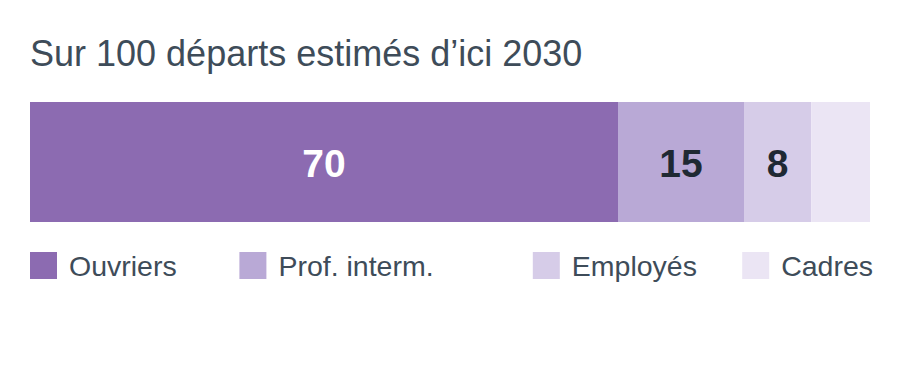 Sur 100 départs estimés d’ici 2030
70 15 8
Ouvriers Prof. interm. Employés Cadres